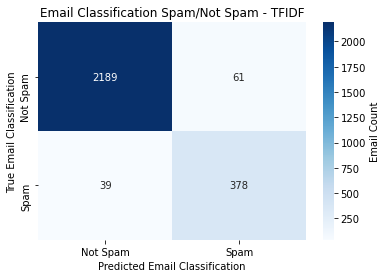 Email Classification Spam/Not Spam - TFIDF
True Email Classification
Not Spam
Spam
2189
61
39
378
Not Spam
Spam
Predicted Email Classification
2000
1750
1500
1250
1000
750
500
250
Email Count